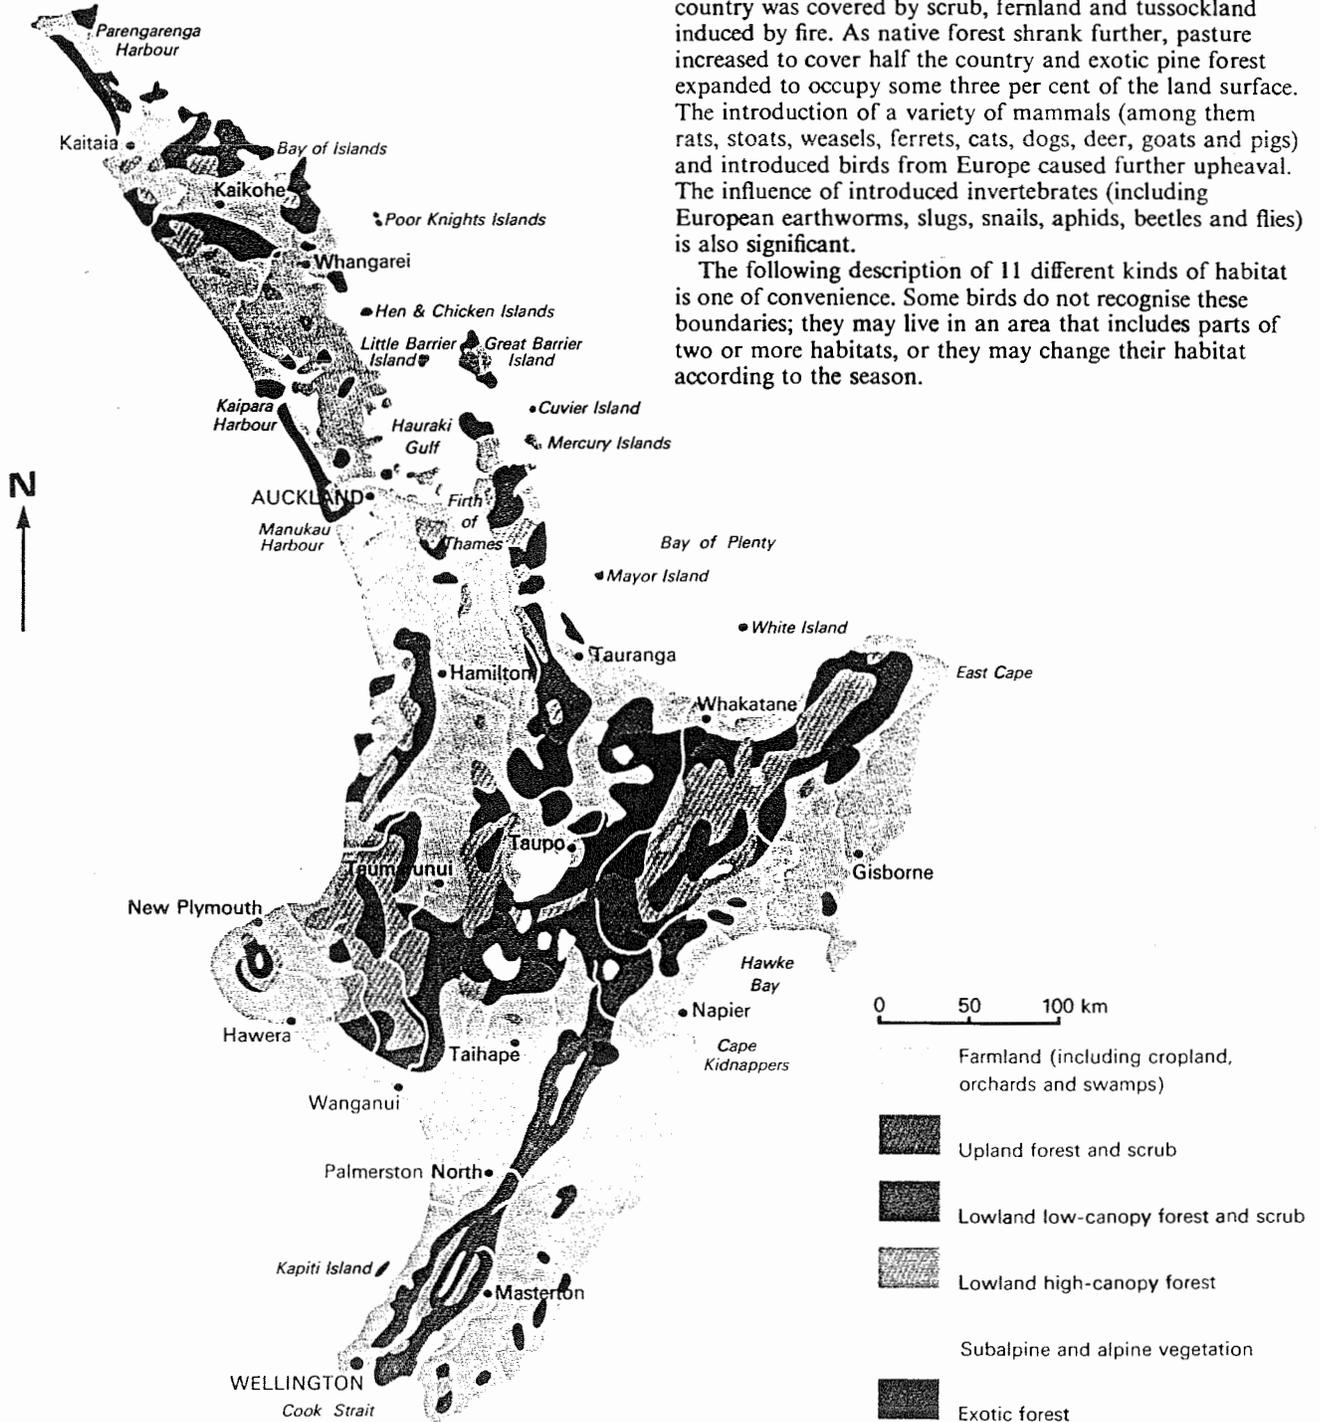 country was covered by scrub, fernland and tussockland
induced by fire. As native forest shrank further, pasture
increased to cover half the country and exotic pine forest
expanded to occupy some three per cent of the land surface.
The introduction of a variety of mammals (among them
rats, stoats, weasels, ferrets, cats, dogs, deer, goats and pigs)
and introduced birds from Europe caused further upheaval.
The influence of introduced invertebrates (including
European earthworms, slugs, snails, aphids, beetles and flies)
is also significant.
The following description of 11 different kinds of habitat
is one of convenience. Some birds do not recognise these
boundaries; they may live in an area that includes parts of
two or more habitats, or they may change their habitat
according to the season.
Parengarenga
Harbour
Kaitaia
Bay of Islands
Kaikohe
Poor Knights Islands
Whangarei
Hen & Chicken Islands
Little Barrier
Island
Great Barrier
Island
Kaipara
Harbour
Hauraki
Gulf
Cuvier Island
Mercury Islands
N
AUCKLAND
Manukau
Harbour
Firth
of
Thames
Bay of Plenty
Mayor Island
White Island
Tauranga
Hamilton
East Cape
Whakatane
Taupo
Taumarunui
Gisborne
New Plymouth
Hawke
Bay
Napier
Hawera
Taihape
Cape
Kidnappers
Wanganui
Palmerston North
Kapiti Island
Masterton
WELLINGTON
Cook Strait
0 50 100 km
Farmland (including cropland,
orchards and swamps)
Upland forest and scrub
Lowland low-canopy forest and scrub
Lowland high-canopy forest
Subalpine and alpine vegetation
Exotic forest